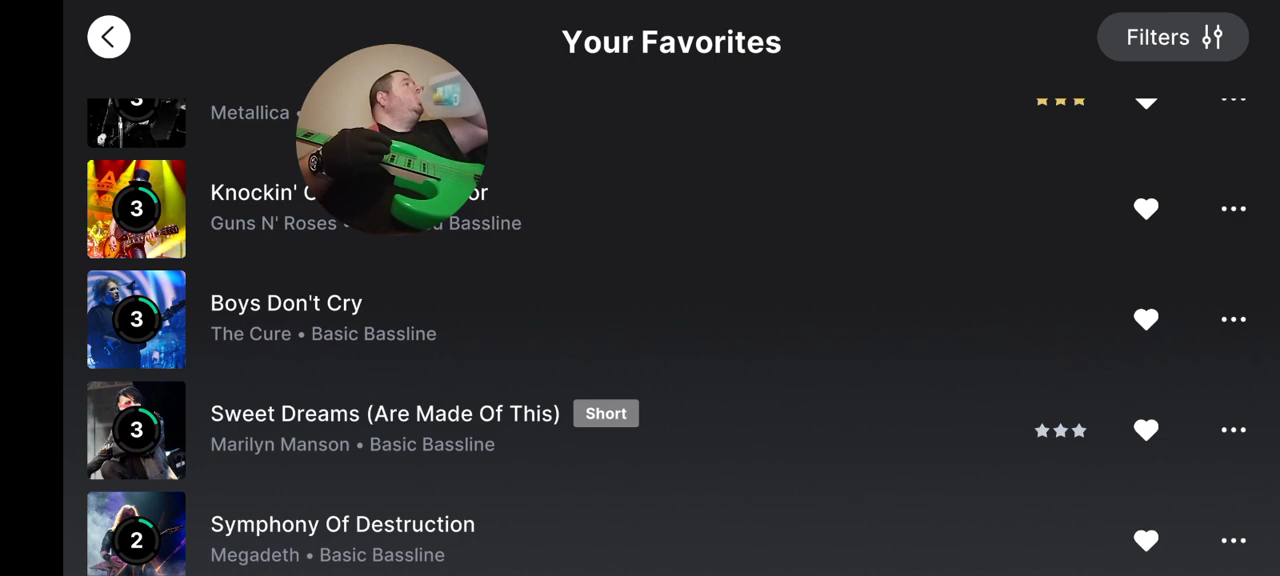 Your Favorites
Filters
3
Metallica •
3
Knockin' or
Guns N' Roses • Bassline
3
Boys Don't Cry
The Cure • Basic Bassline
3
Sweet Dreams (Are Made Of This) Short
Marilyn Manson • Basic Bassline
2
Symphony Of Destruction
Megadeth • Basic Bassline